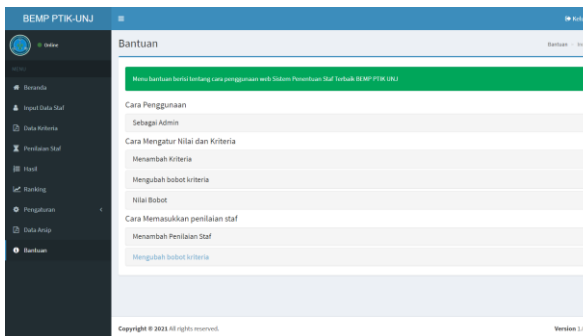 BEMP PTIK-UNJ
Online
MENU
Beranda
Input Data Staf
Data Kriteria
Penilaian Staf
Hasil
Ranking
Pengaturan
Data Arsip
Bantuan
Bantuan
Bantuan
Menu bantuan berisi tentang cara penggunaan web Sistem Penentuan Staf Terbaik BEMP PTIK UNJ
Cara Penggunaan
Sebagai Admin
Cara Mengatur Nilai dan Kriteria
Menambah Kriteria
Mengubah bobot kriteria
Nilai Bobot
Cara Memasukkan penilaian staf
Menambah Penilaian Staf
Mengubah bobot kriteria
Copyright © 2021 All rights reserved.
Version